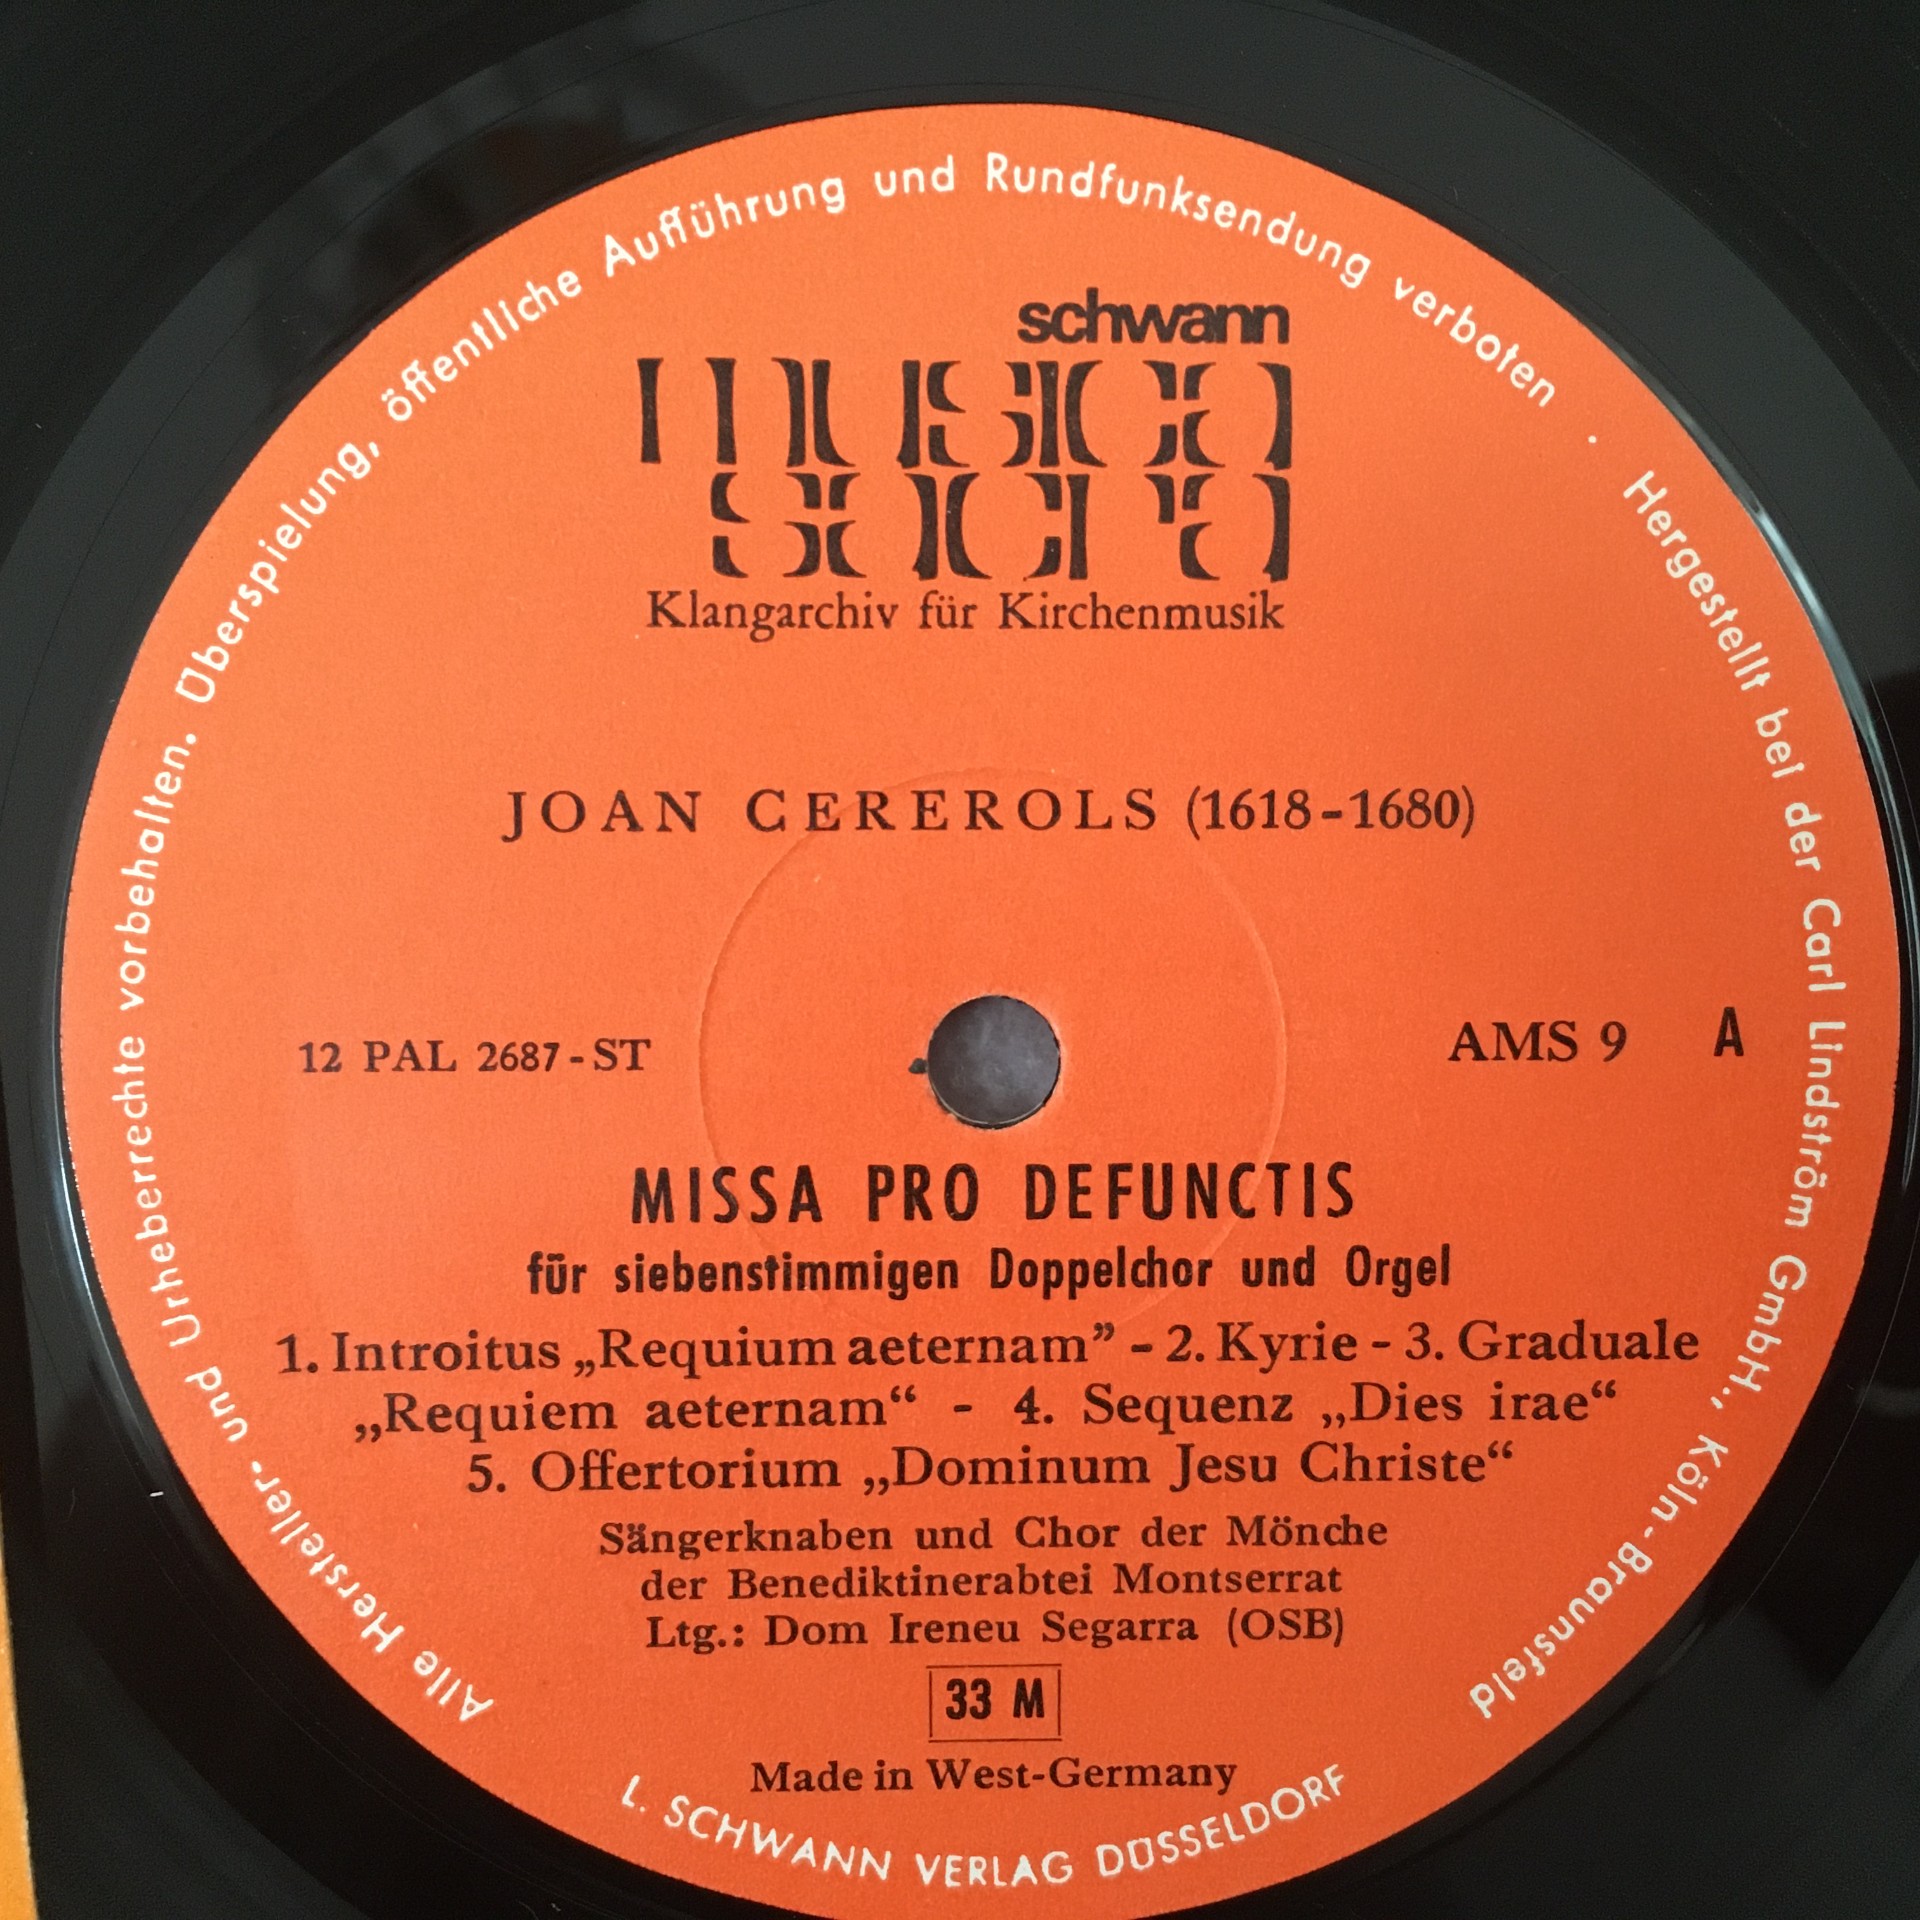 Alle Hersteller- und Urheberrechte vorbehalten. Überspielung, öffentliche Aufführung und Rundfunksendung verboten · Hergestellt bei der Carl Lindström GmbH., Köln-Braunsfeld
schwann
musica
sacra
Klangarchiv für Kirchenmusik
JOAN CEREROLS (1618-1680)
12 PAL 2687-ST
AMS 9 A
MISSA PRO DEFUNCTIS
für siebenstimmigen Doppelchor und Orgel
1. Introitus „Requium aeternam” - 2. Kyrie - 3. Graduale
„Requiem aeternam“ - 4. Sequenz „Dies irae“
5. Offertorium „Dominum Jesu Christe“
Sängerknaben und Chor der Mönche
der Benediktinerabtei Montserrat
Ltg.: Dom Ireneu Segarra (OSB)
33 M
Made in West-Germany
L. SCHWANN VERLAG DÜSSELDORF